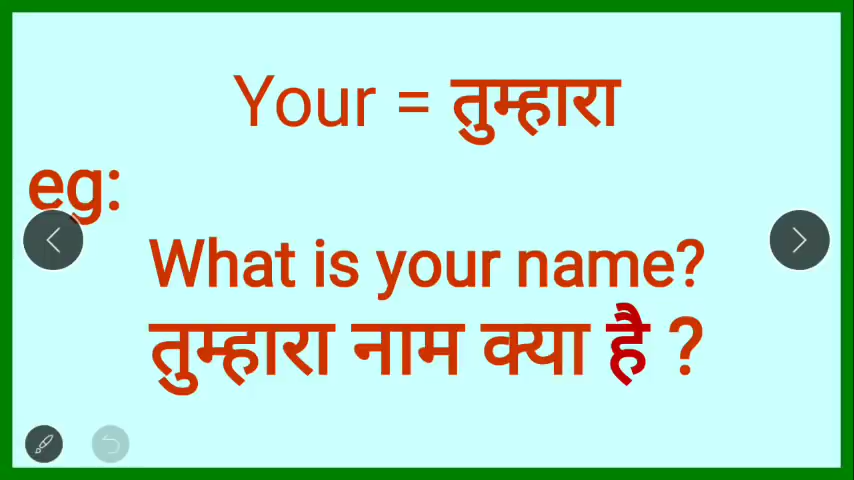 Your = तुम्हारा
eg:
What is your name?
तुम्हारा नाम क्या है ?